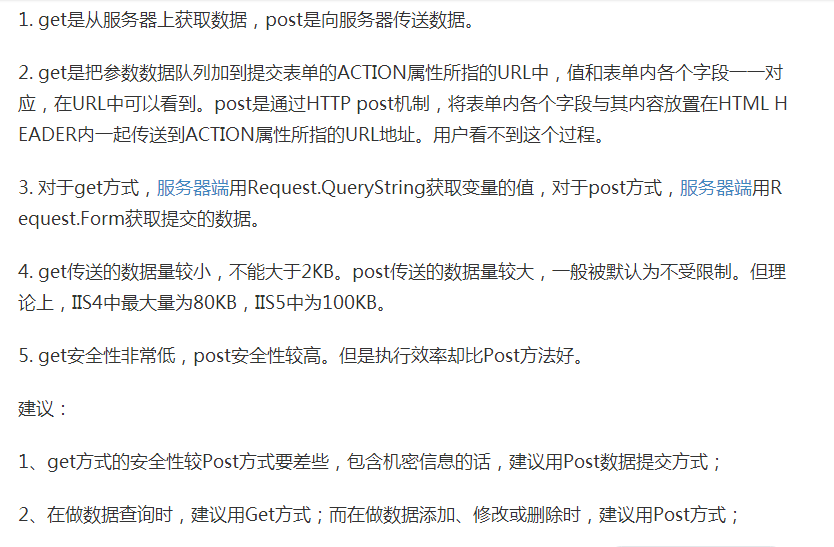 1. get是从服务器上获取数据，post是向服务器传送数据。
2. get是把参数数据队列加到提交表单的ACTION属性所指的URL中，值和表单内各个字段一一对
应，在URL中可以看到。post是通过HTTP post机制，将表单内各个字段与其内容放置在HTML H
EADER内一起传送到ACTION属性所指的URL地址。用户看不到这个过程。
3. 对于get方式，服务器端用Request.QueryString获取变量的值，对于post方式，服务器端用R
equest.Form获取提交的数据。
4. get传送的数据量较小，不能大于2KB。post传送的数据量较大，一般被默认为不受限制。但理
论上，IIS4中最大量为80KB，IIS5中为100KB。
5. get安全性非常低，post安全性较高。但是执行效率却比Post方法好。
建议：
1、get方式的安全性较Post方式要差些，包含机密信息的话，建议用Post数据提交方式；
2、在做数据查询时，建议用Get方式；而在做数据添加、修改或删除时，建议用Post方式；